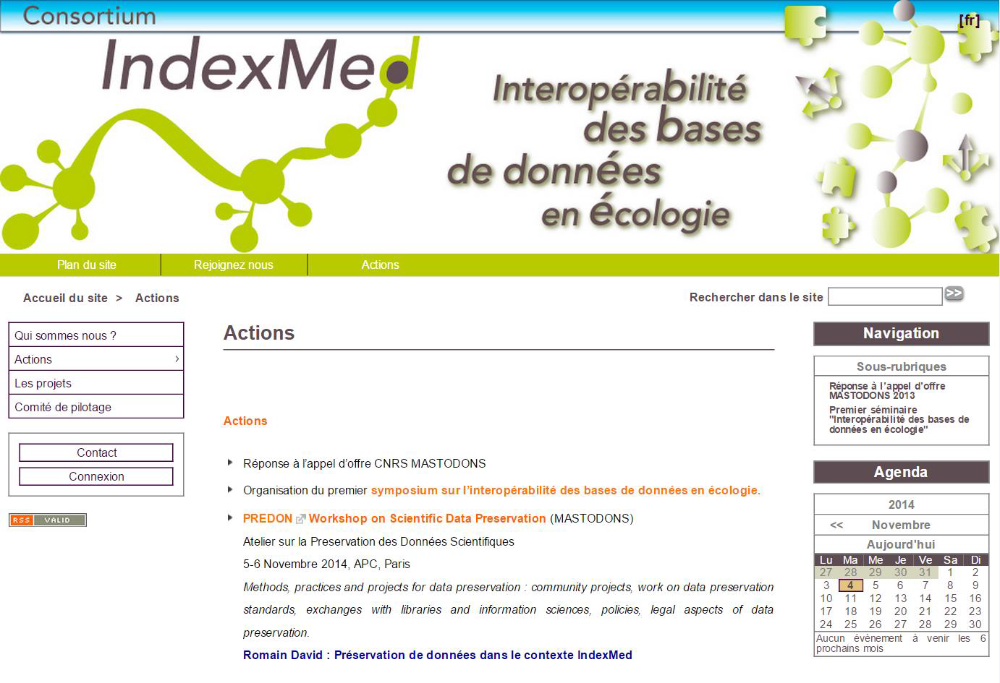 Consortium
[fr]
IndexMed
Interopérabilité
des bases
de données
en écologie
Plan du site
Rejoignez nous
Actions
Accueil du site > Actions
Rechercher dans le site >>
Qui sommes nous ?
Actions >
Les projets
Comité de pilotage
Contact
Connexion
RSS VALID
Actions
Actions
Réponse à l'appel d'offre CNRS MASTODONS
Organisation du premier symposium sur l'interopérabilité des bases de données en écologie.
PREDON Workshop on Scientific Data Preservation (MASTODONS)
Atelier sur la Preservation des Données Scientifiques
5-6 Novembre 2014, APC, Paris
Methods, practices and projects for data preservation : community projects, work on data preservation
standards, exchanges with libraries and information sciences, policies, legal aspects of data
preservation.
Romain David : Préservation de données dans le contexte IndexMed
Navigation
Sous-rubriques
Réponse à l'appel d'offre
MASTODONS 2013
Premier séminaire
"Interopérabilité des bases de
données en écologie"
Agenda
2014
<< Novembre
Aujourd'hui
Lu Ma Me Je Ve Sa Di
27 28 29 30 31 1 2
3 4 5 6 7 8 9
10 11 12 13 14 15 16
17 18 19 20 21 22 23
24 25 26 27 28 29 30
Aucun évènement à venir les 6
prochains mois